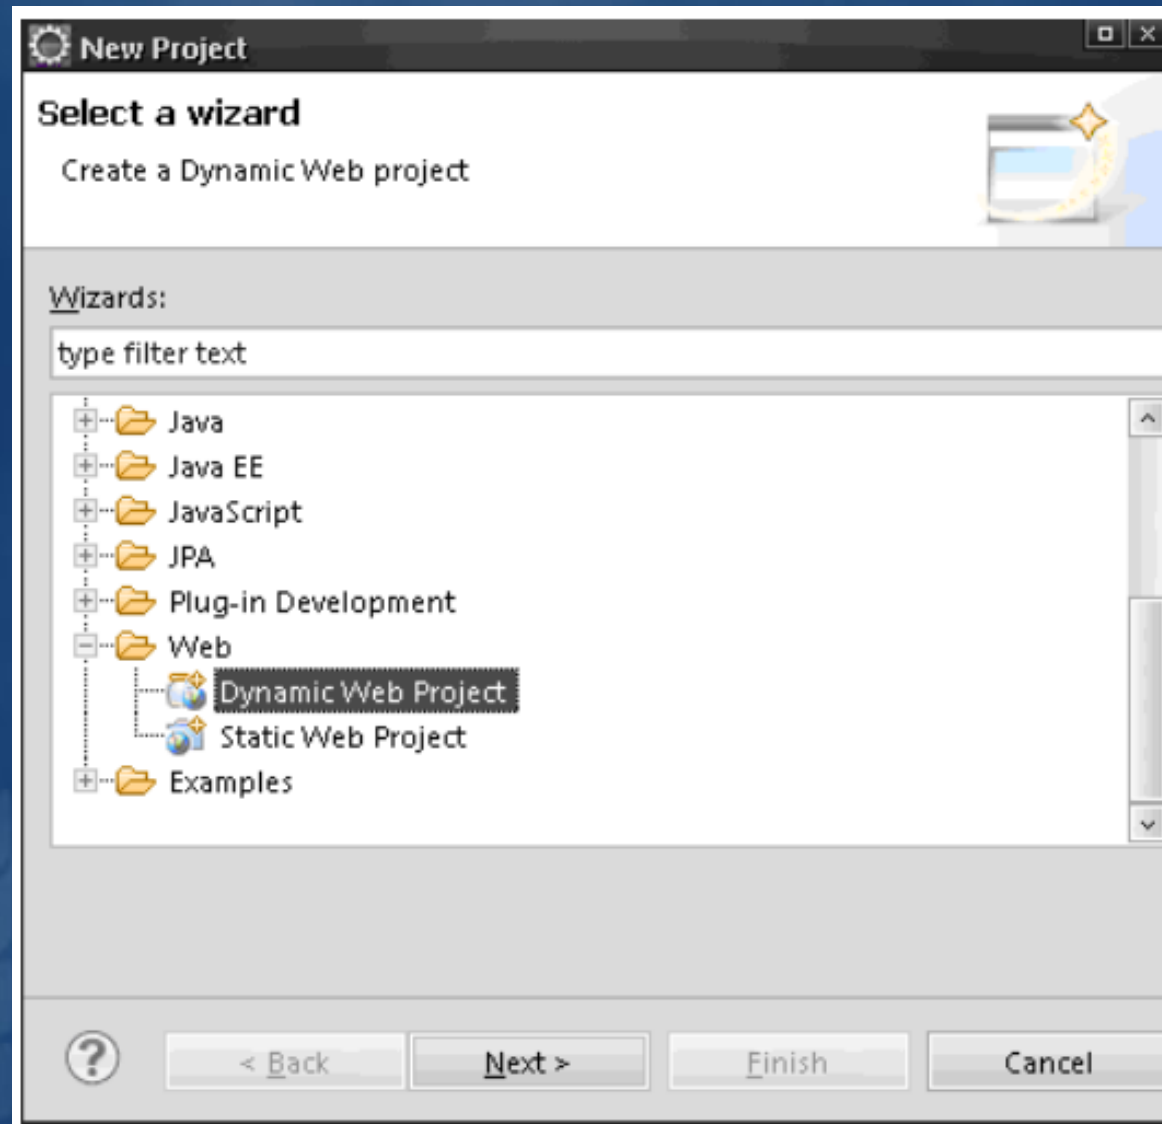 New Project
Select a wizard
Create a Dynamic Web project
Wizards:
type filter text
Java
Java EE
JavaScript
JPA
Plug-in Development
Web
Dynamic Web Project
Static Web Project
Examples
? < Back Next > Finish Cancel